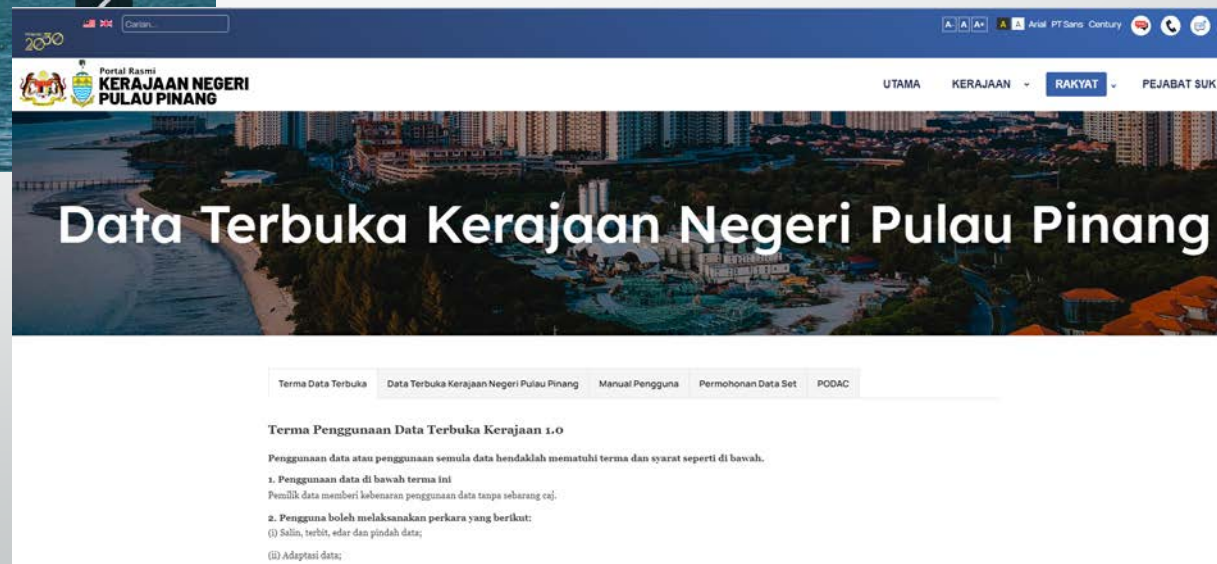 2030
Carian...
A- A A+ A A Arial PT Sans Century
Portal Rasmi
KERAJAAN NEGERI
PULAU PINANG
UTAMA KERAJAAN RAKYAT PEJABAT SUK
Data Terbuka Kerajaan Negeri Pulau Pinang
Terma Data Terbuka Data Terbuka Kerajaan Negeri Pulau Pinang Manual Pengguna Permohonan Data Set PODAC
Terma Penggunaan Data Terbuka Kerajaan 1.0
Penggunaan data atau penggunaan semula data hendaklah mematuhi terma dan syarat seperti di bawah.
1. Penggunaan data di bawah terma ini
Pemilik data memberi kebenaran penggunaan data tanpa sebarang caj.
2. Pengguna boleh melaksanakan perkara yang berikut:
(i) Salin, terbit, edar dan pindah data;
(ii) Adaptasi data;